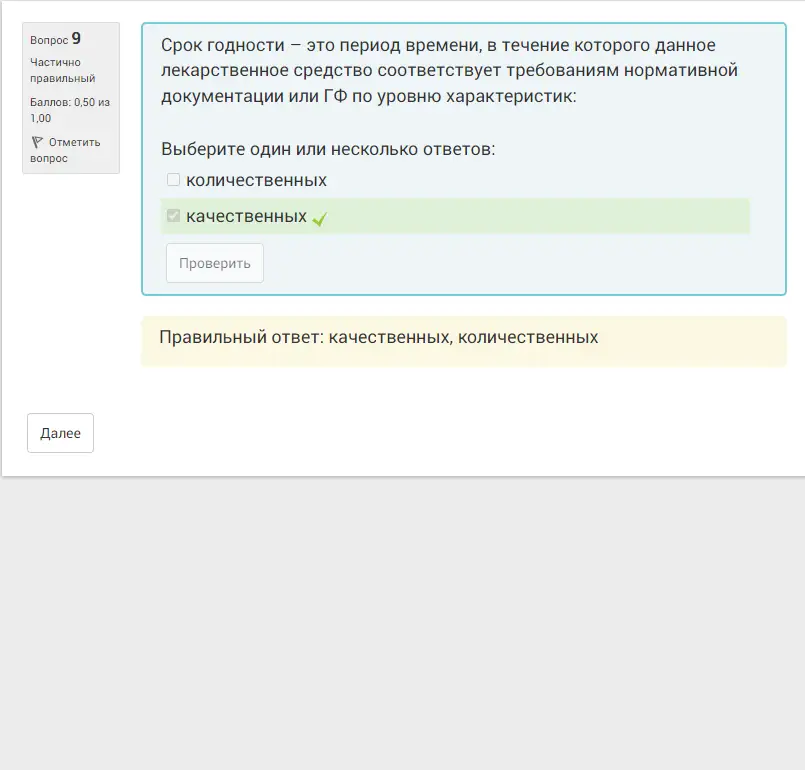 Вопрос 9
Частично
правильный
Баллов: 0,50 из
1,00
Отметить
вопрос
Срок годности – это период времени, в течение которого данное
лекарственное средство соответствует требованиям нормативной
документации или ГФ по уровню характеристик:
Выберите один или несколько ответов:
количественных
качественных
Проверить
Правильный ответ: качественных, количественных
Далее